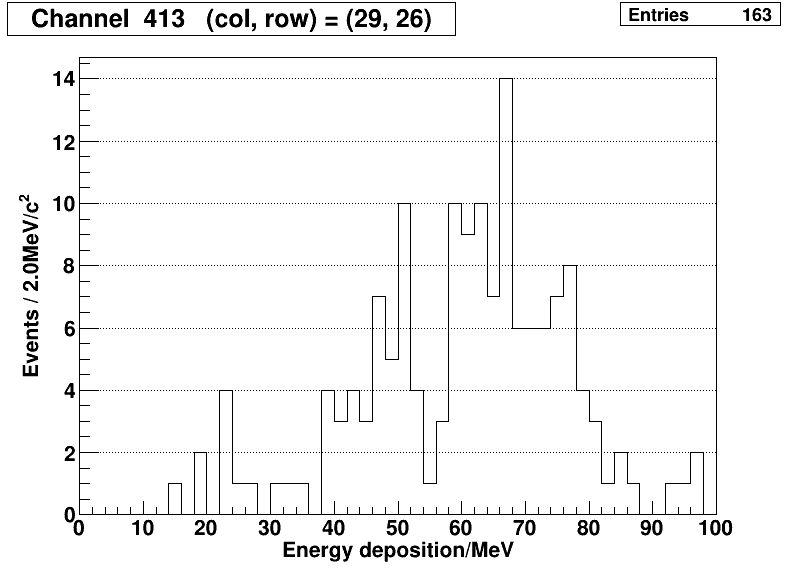 Channel 413 (col, row) = (29, 26)
Entries 163
14
12
10
8
6
4
2
0
Events / 2.0MeV/c²
0 10 20 30 40 50 60 70 80 90 100
Energy deposition/MeV